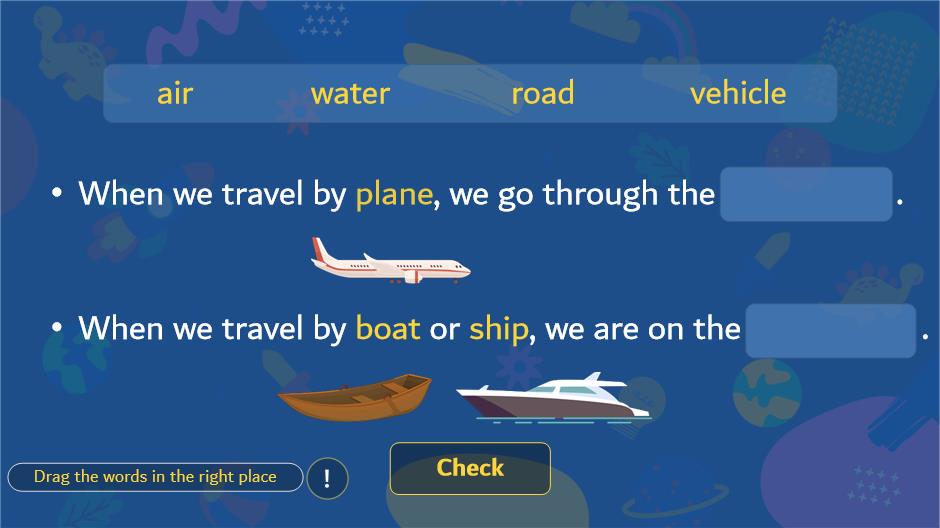 air water road vehicle
• When we travel by plane, we go through the .
• When we travel by boat or ship, we are on the .
Check
Drag the words in the right place !